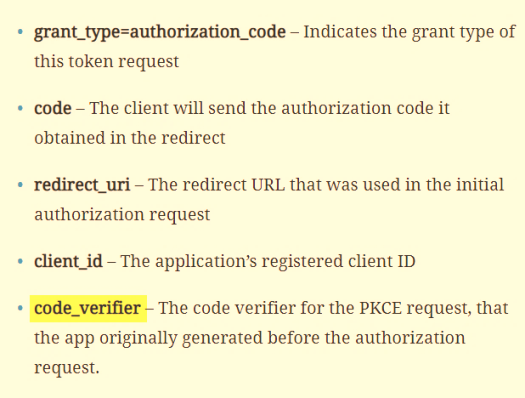 • grant_type=authorization_code – Indicates the grant type of
this token request
• code – The client will send the authorization code it
obtained in the redirect
• redirect_uri – The redirect URL that was used in the initial
authorization request
• client_id – The application’s registered client ID
• code_verifier – The code verifier for the PKCE request, that
the app originally generated before the authorization
request.